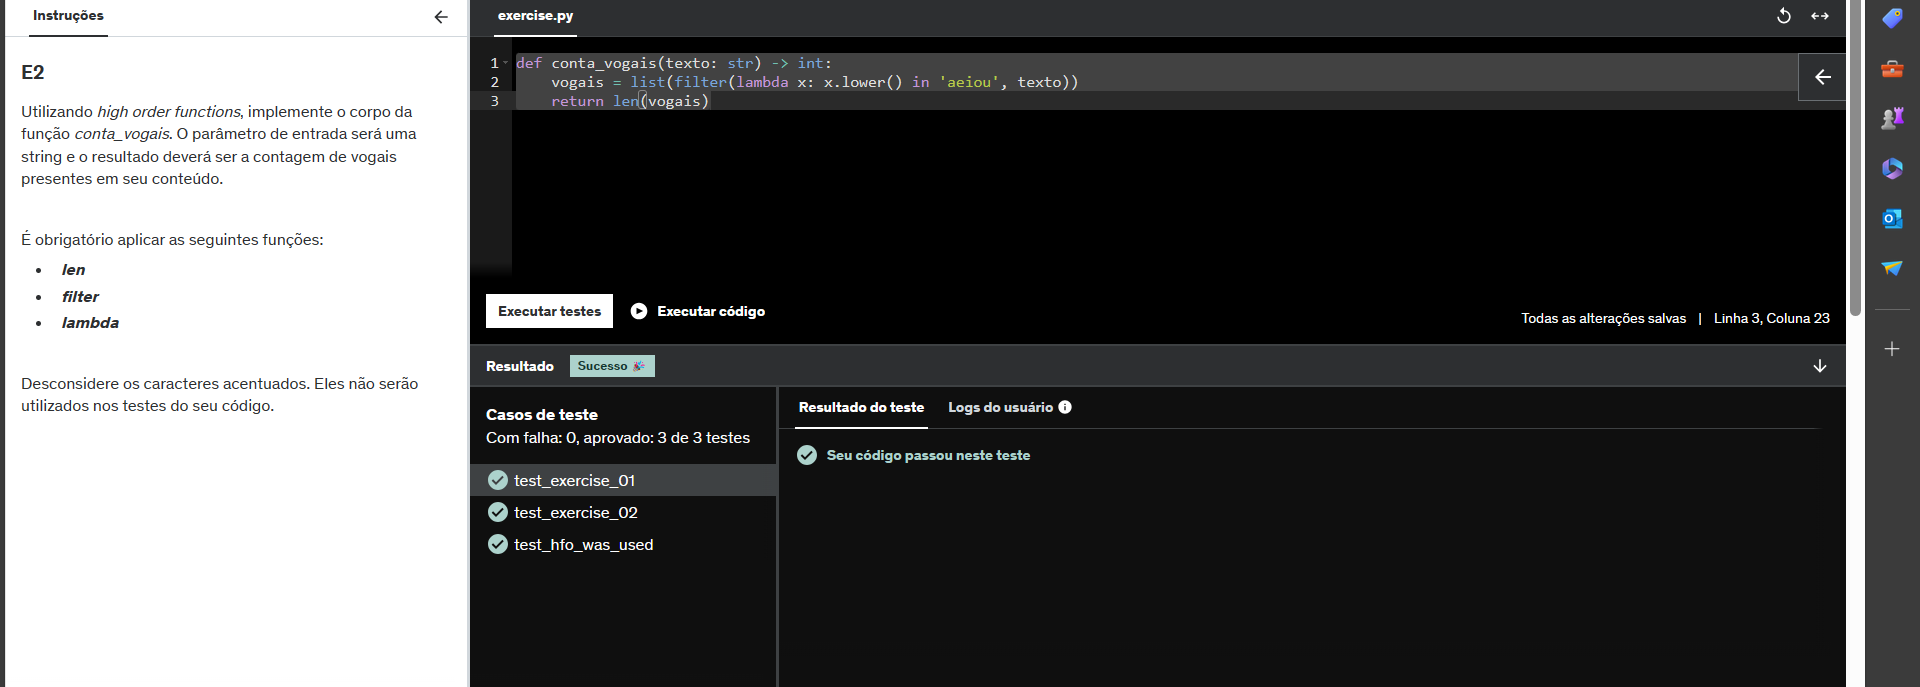 Instruções
E2
Utilizando high order functions, implemente o corpo da
função conta_vogais. O parâmetro de entrada será uma
string e o resultado deverá ser a contagem de vogais
presentes em seu conteúdo.
É obrigatório aplicar as seguintes funções:
• len
• filter
• lambda
Desconsidere os caracteres acentuados. Eles não serão
utilizados nos testes do seu código.
exercise.py
1 def conta_vogais(texto: str) -> int:
2     vogais = list(filter(lambda x: x.lower() in 'aeiou', texto))
3     return len(vogais)
Executar testes Executar código
Todas as alterações salvas | Linha 3, Coluna 23
Resultado Sucesso 🎉
Casos de teste
Com falha: 0, aprovado: 3 de 3 testes
test_exercise_01
test_exercise_02
test_hfo_was_used
Resultado do teste Logs do usuário
Seu código passou neste teste